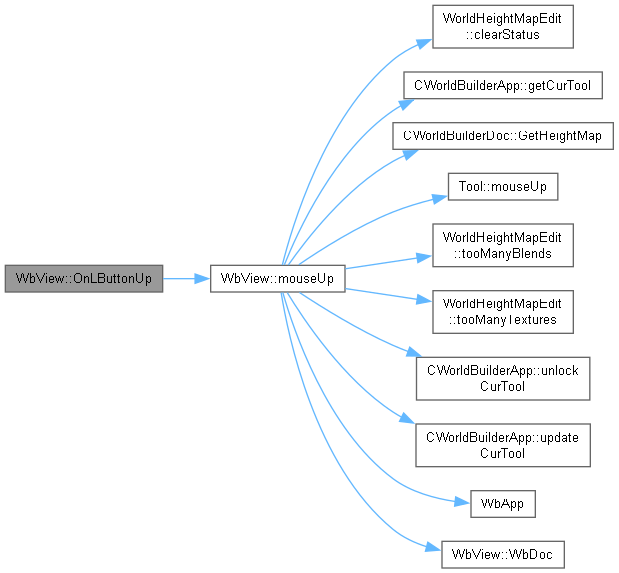 WorldHeightMapEdit
::clearStatus
CWorldBuilderApp::getCurTool
CWorldBuilderDoc::GetHeightMap
Tool::mouseUp
WbView::OnLButtonUp
WbView::mouseUp
WorldHeightMapEdit
::tooManyBlends
WorldHeightMapEdit
::tooManyTextures
CWorldBuilderApp::unlock
CurTool
CWorldBuilderApp::update
CurTool
WbApp
WbView::WbDoc